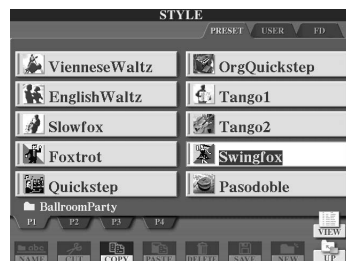 STYLE
PRESET USER FD
VienneseWaltz OrgQuickstep
EnglishWaltz Tango1
Slowfox Tango2
Foxtrot Swingfox
Quickstep Pasodoble
BallroomParty
P1 P2 P3 P4
VIEW
NAME CUT COPY PASTE DELETE SAVE NEW UP